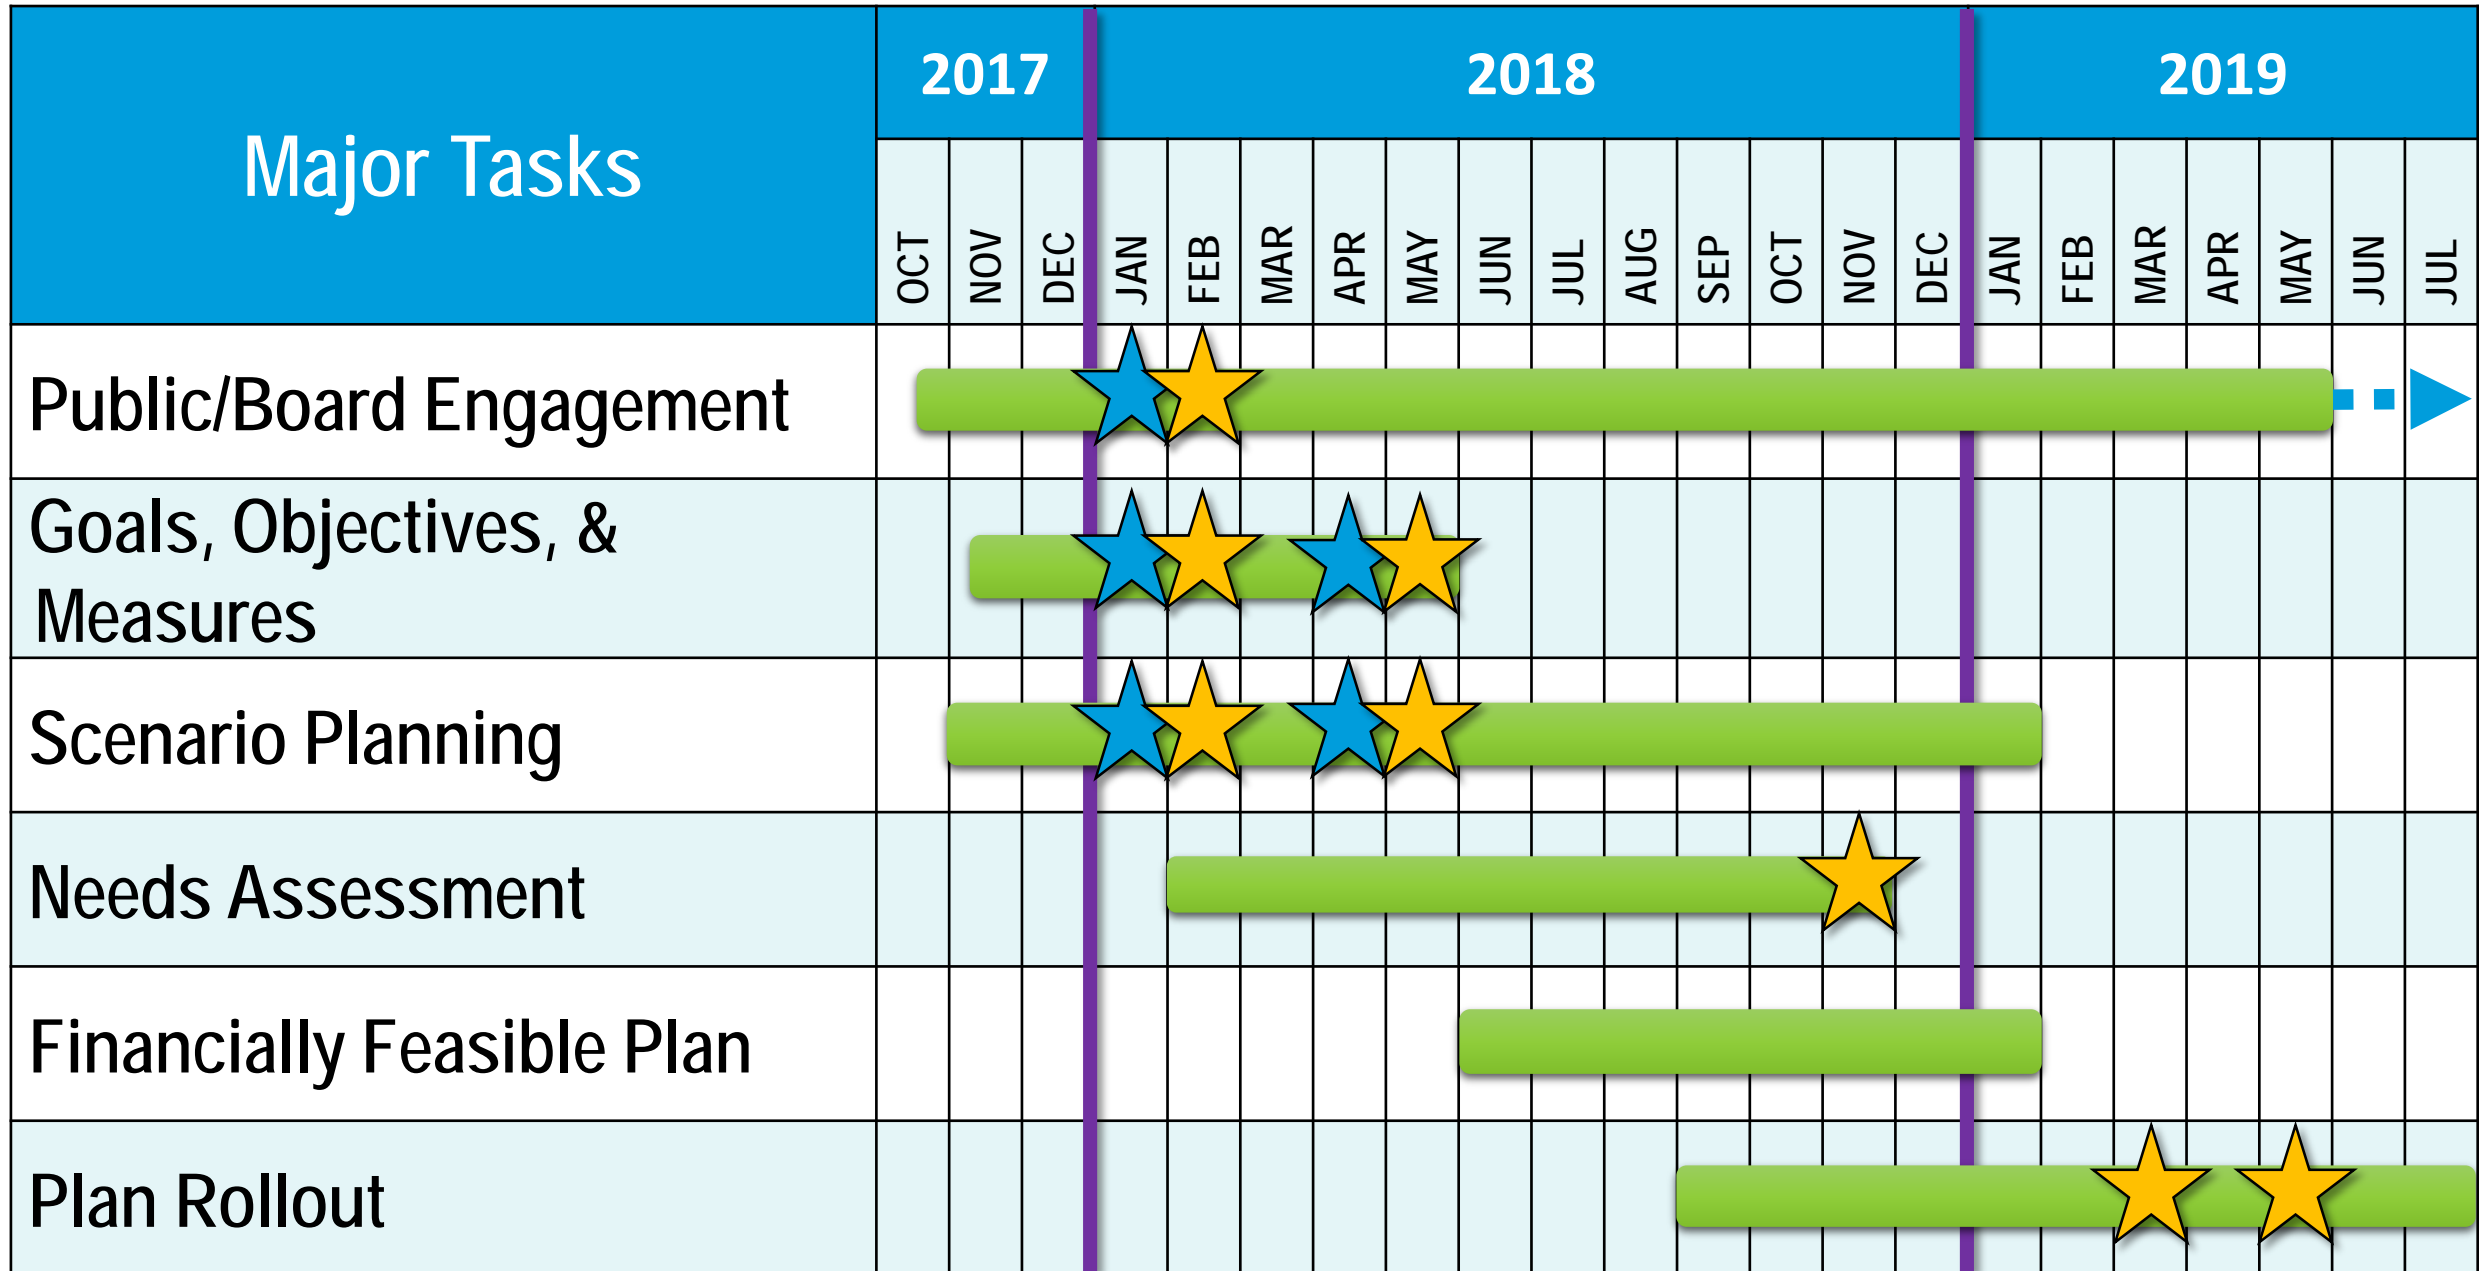 Major Tasks
2017 2018 2019
OCT NOV DEC JAN FEB MAR APR MAY JUN JUL AUG SEP OCT NOV DEC JAN FEB MAR APR MAY JUN JUL
Public/Board Engagement
Goals, Objectives, &
Measures
Scenario Planning
Needs Assessment
Financially Feasible Plan
Plan Rollout